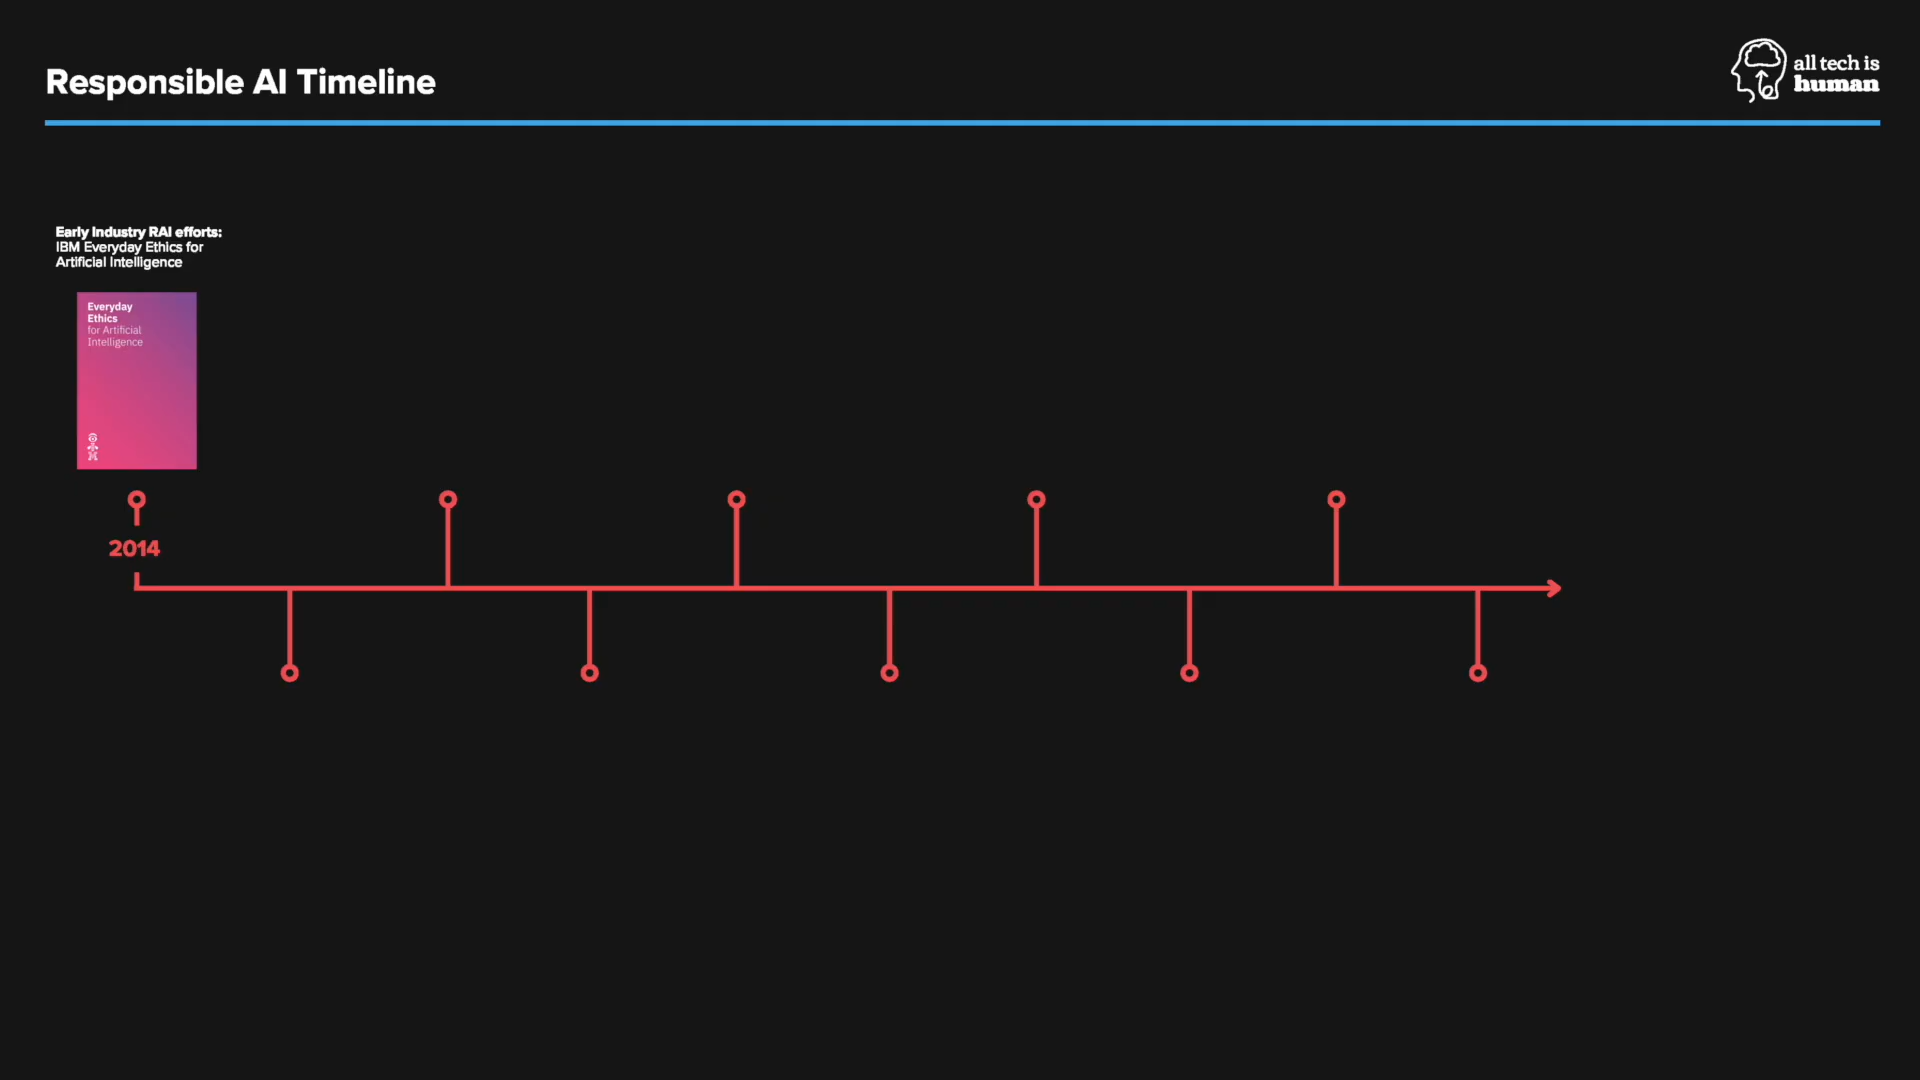 Responsible AI Timeline
all tech is
human
Early Industry RAI efforts:
IBM Everyday Ethics for
Artificial Intelligence
Everyday
Ethics
for Artificial
Intelligence
2014